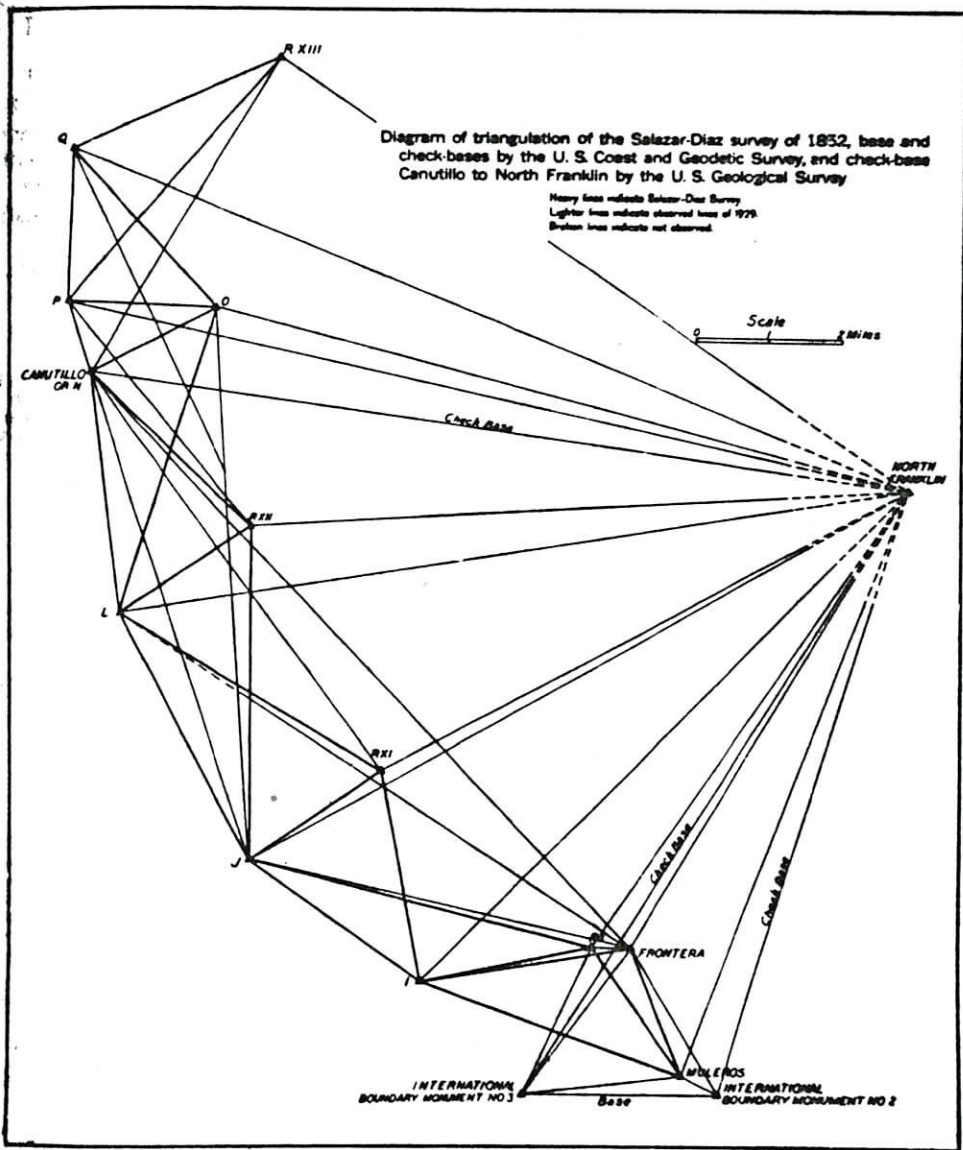 R XIII
Diagram of triangulation of the Salazar-Diaz survey of 1852, base and
check-bases by the U. S. Coast and Geodetic Survey, and check-base
Canutillo to North Franklin by the U. S. Geological Survey
Heavy lines indicate Salazar-Diaz Survey.
Lighter lines indicate observed lines of 1929.
Broken lines indicate not observed.
Q
P
O
Scale
0
1
2 Miles
CANUTILLO
OR N
Check Base
NORTH
FRANKLIN
RXII
L
RXI
J
Check Base
Check Base
FRONTERA
I
MULEROS
INTERNATIONAL
BOUNDARY MONUMENT NO 3
Base
INTERNATIONAL
BOUNDARY MONUMENT NO 2